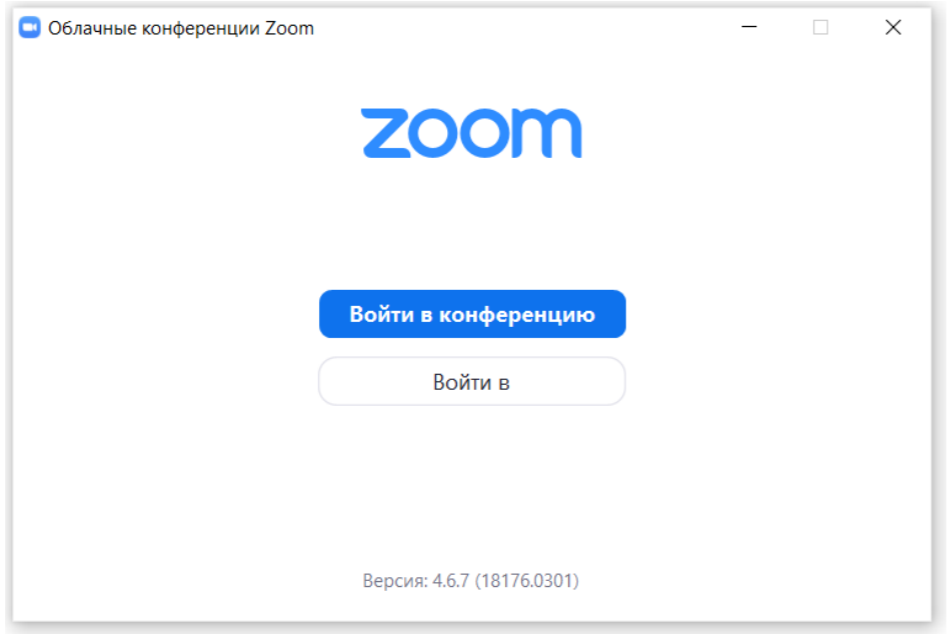 Облачные конференции Zoom
zoom
Войти в конференцию
Войти в
Версия: 4.6.7 (18176.0301)